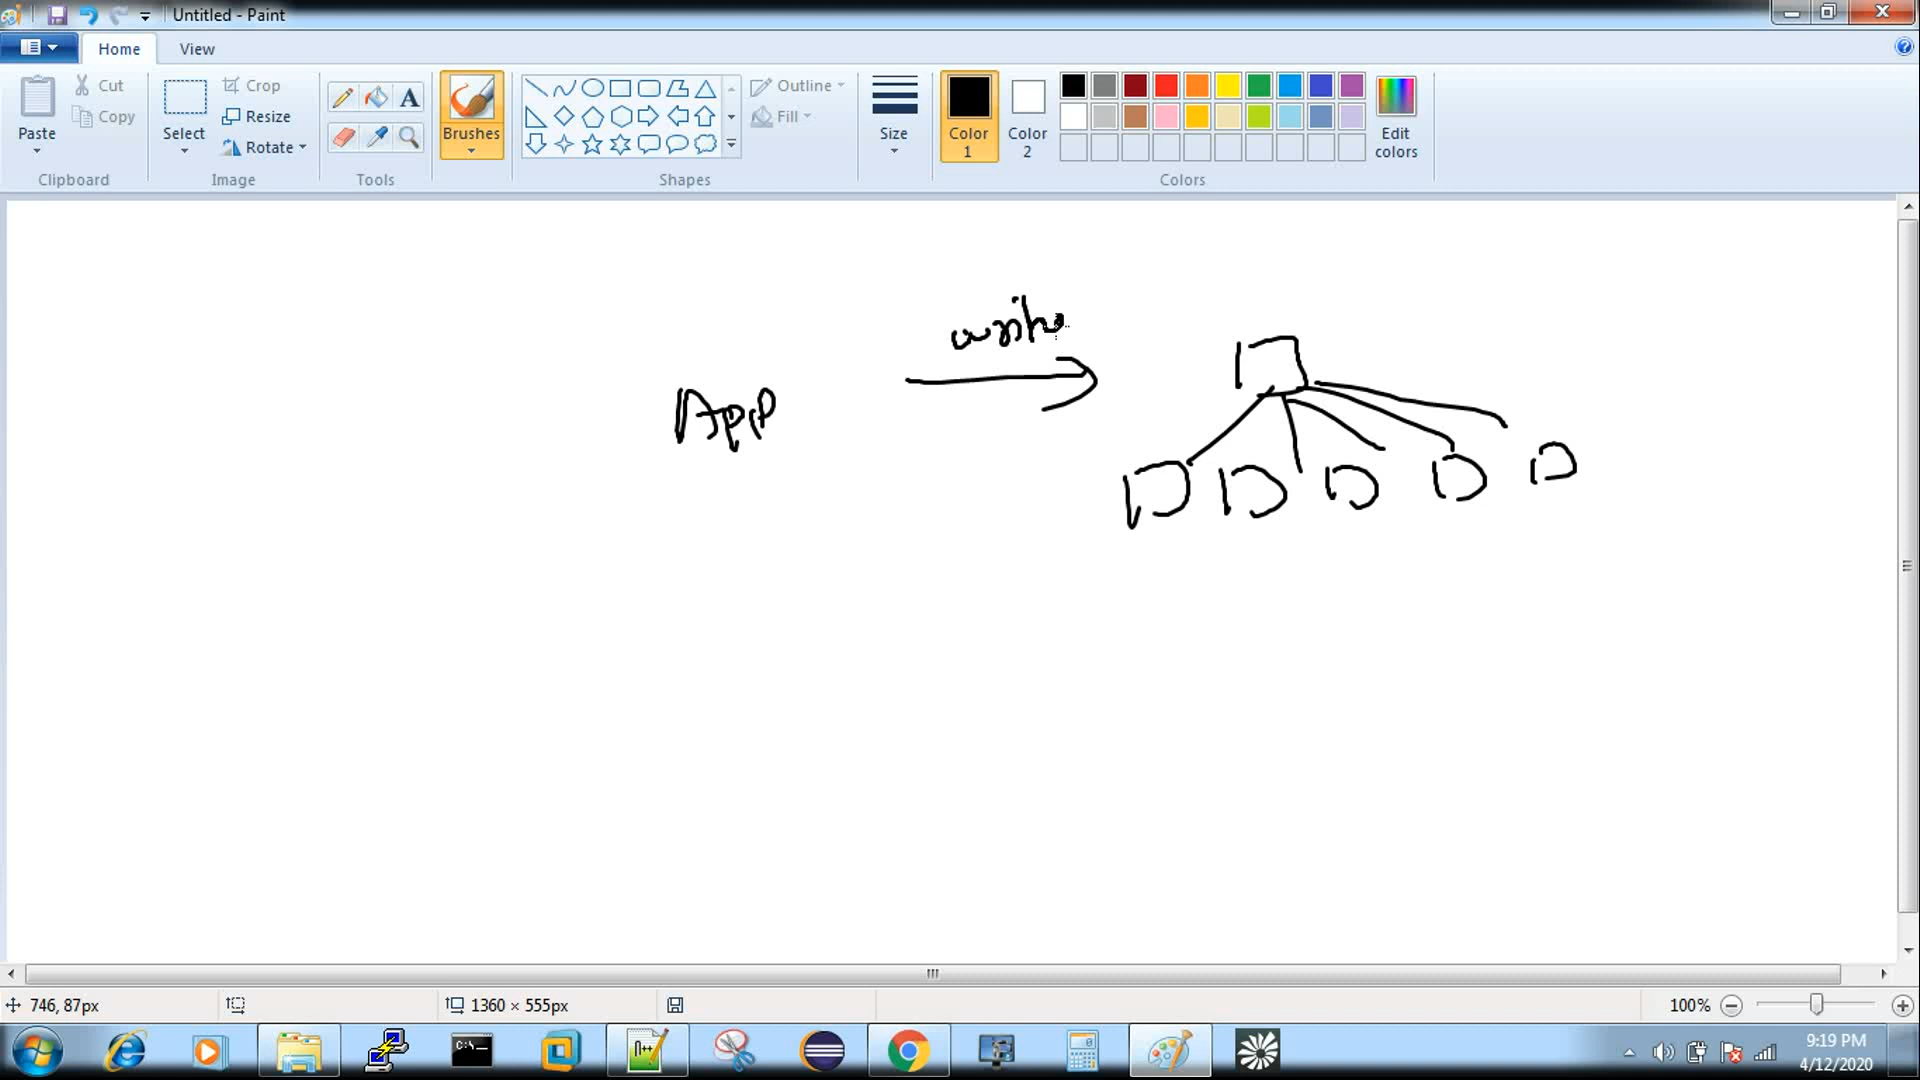 Untitled - Paint
Home View
Paste
Cut
Copy
Clipboard
Select
Crop
Resize
Rotate
Image
Tools
Brushes
Outline
Fill
Shapes
Size
Color 1
Color 2
Edit colors
Colors
write
App
746, 87px
1360 × 555px
100%
9:19 PM
4/12/2020